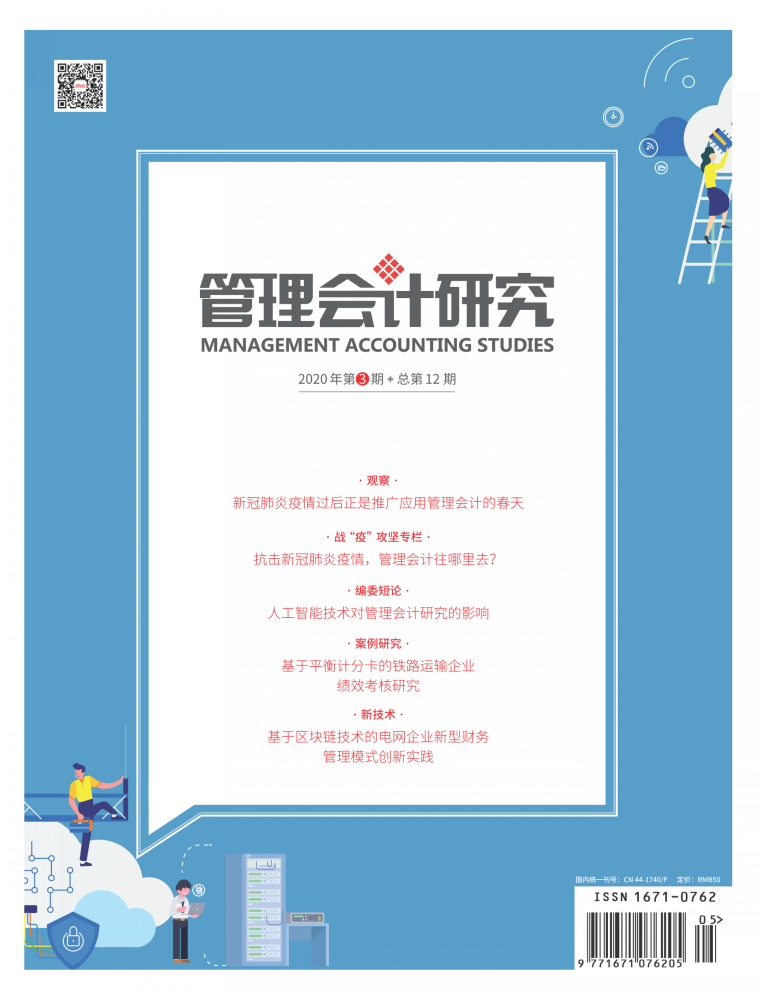 管理会计研究
MANAGEMENT ACCOUNTING STUDIES
2020年第3期 总第12期
·观察·
新冠肺炎疫情过后正是推广应用管理会计的春天
·战“疫”攻坚专栏·
抗击新冠肺炎疫情，管理会计往哪里去？
·编委短论·
人工智能技术对管理会计研究的影响
·案例研究·
基于平衡计分卡的铁路运输企业
绩效考核研究
·新技术·
基于区块链技术的电网企业新型财务
管理模式创新实践
国内统一刊号：CN 44-1740/F 定价：RMB50
ISSN 1671-0762
05>
9 771671 076205